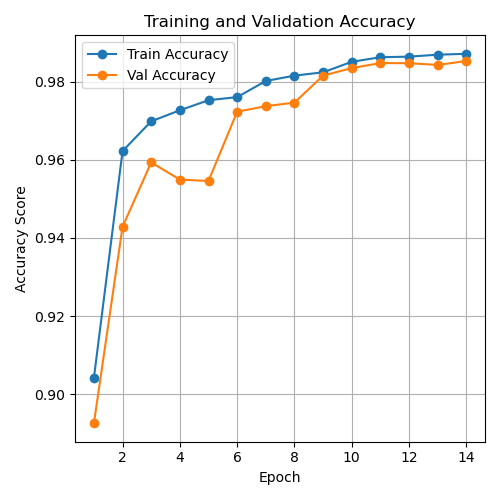 Training and Validation Accuracy
Train Accuracy
Val Accuracy
0.98
0.96
0.94
0.92
0.90
Accuracy Score
2 4 6 8 10 12 14
Epoch